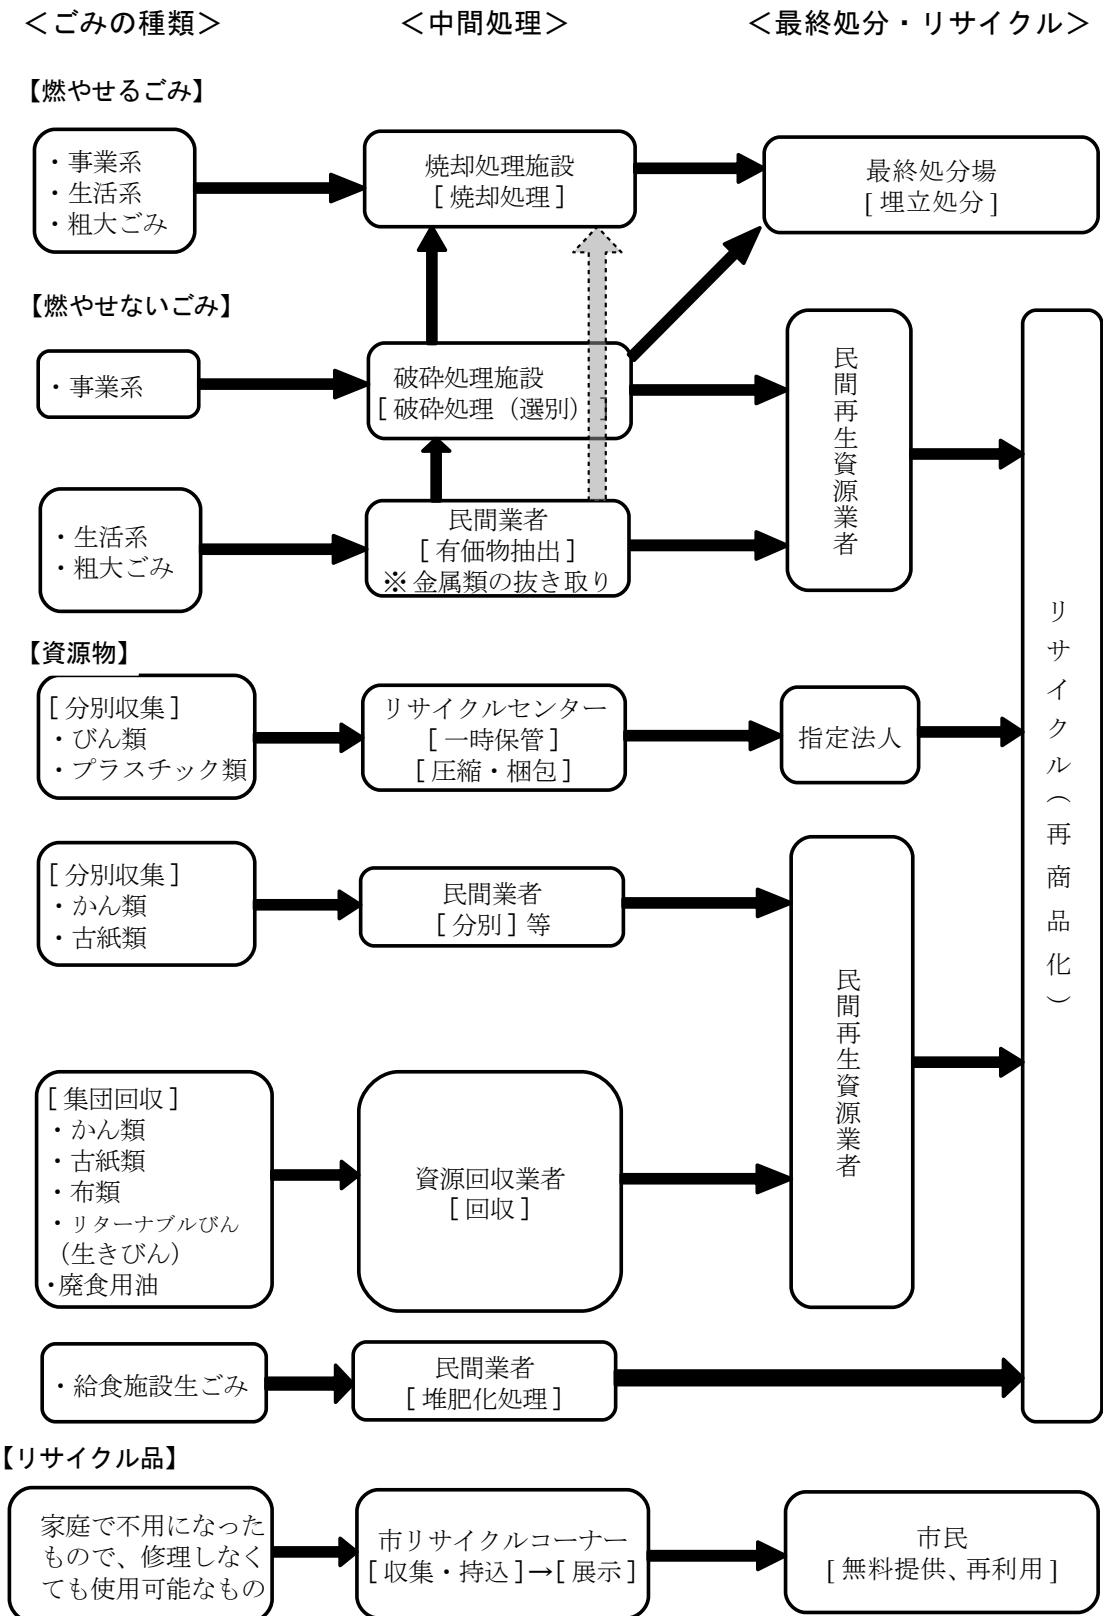 ＜ごみの種類＞
＜中間処理＞
＜最終処分・リサイクル＞
【燃やせるごみ】
・事業系
・生活系
・粗大ごみ
焼却処理施設
[ 焼却処理 ]
最終処分場
[ 埋立処分 ]
【燃やせないごみ】
・事業系
破砕処理施設
[ 破砕処理（選別） ]
民間再生資源業者
・生活系
・粗大ごみ
民間業者
[ 有価物抽出 ]
※ 金属類の抜き取り
リサイクル（再商品化）
【資源物】
[ 分別収集 ]
・びん類
・プラスチック類
リサイクルセンター
[ 一時保管 ]
[ 圧縮・梱包 ]
指定法人
[ 分別収集 ]
・かん類
・古紙類
民間業者
[ 分別 ] 等
民間再生資源業者
[ 集団回収 ]
・かん類
・古紙類
・布類
・リターナブルびん
（生きびん）
・廃食用油
資源回収業者
[ 回収 ]
・給食施設生ごみ
民間業者
[ 堆肥化処理 ]
【リサイクル品】
家庭で不用になった
もので、修理しなく
ても使用可能なもの
市リサイクルコーナー
[ 収集・持込 ]→[ 展示 ]
市民
[ 無料提供、再利用 ]